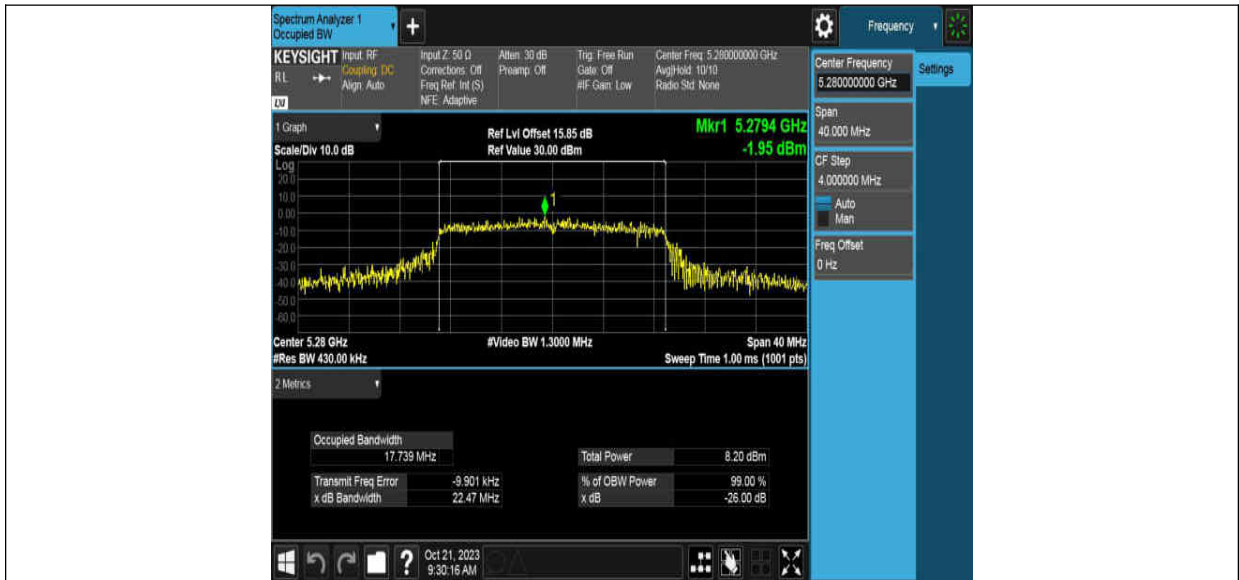 Spectrum Analyzer 1
Occupied BW
+
Frequency
KEYSIGHT
RL
LXI
Input: RF
Coupling: DC
Align: Auto
Input Z: 50 Ω
Corrections: Off
Freq Ref: Int (S)
NFE: Adaptive
Atten: 30 dB
Preamp: Off
Trig: Free Run
Gate: Off
#IF Gain: Low
Center Freq: 5.280000000 GHz
Avg|Hold: 10/10
Radio Std: None
Center Frequency
5.280000000 GHz
Settings
Span
40.000 MHz
CF Step
4.000000 MHz
Auto
Man
Freq Offset
0 Hz
1 Graph
Scale/Div 10.0 dB
Ref Lvl Offset 15.85 dB
Ref Value 30.00 dBm
Mkr1 5.2794 GHz
-1.95 dBm
Log
20.0
10.0
0.00
-10.0
-20.0
-30.0
-40.0
-50.0
-60.0
1
Center 5.28 GHz
#Res BW 430.00 kHz
#Video BW 1.3000 MHz
Span 40 MHz
Sweep Time 1.00 ms (1001 pts)
2 Metrics
Occupied Bandwidth
17.739 MHz
Total Power 8.20 dBm
Transmit Freq Error -9.901 kHz
% of OBW Power 99.00 %
x dB Bandwidth 22.47 MHz
x dB -26.00 dB
?
Oct 21, 2023
9:30:16 AM